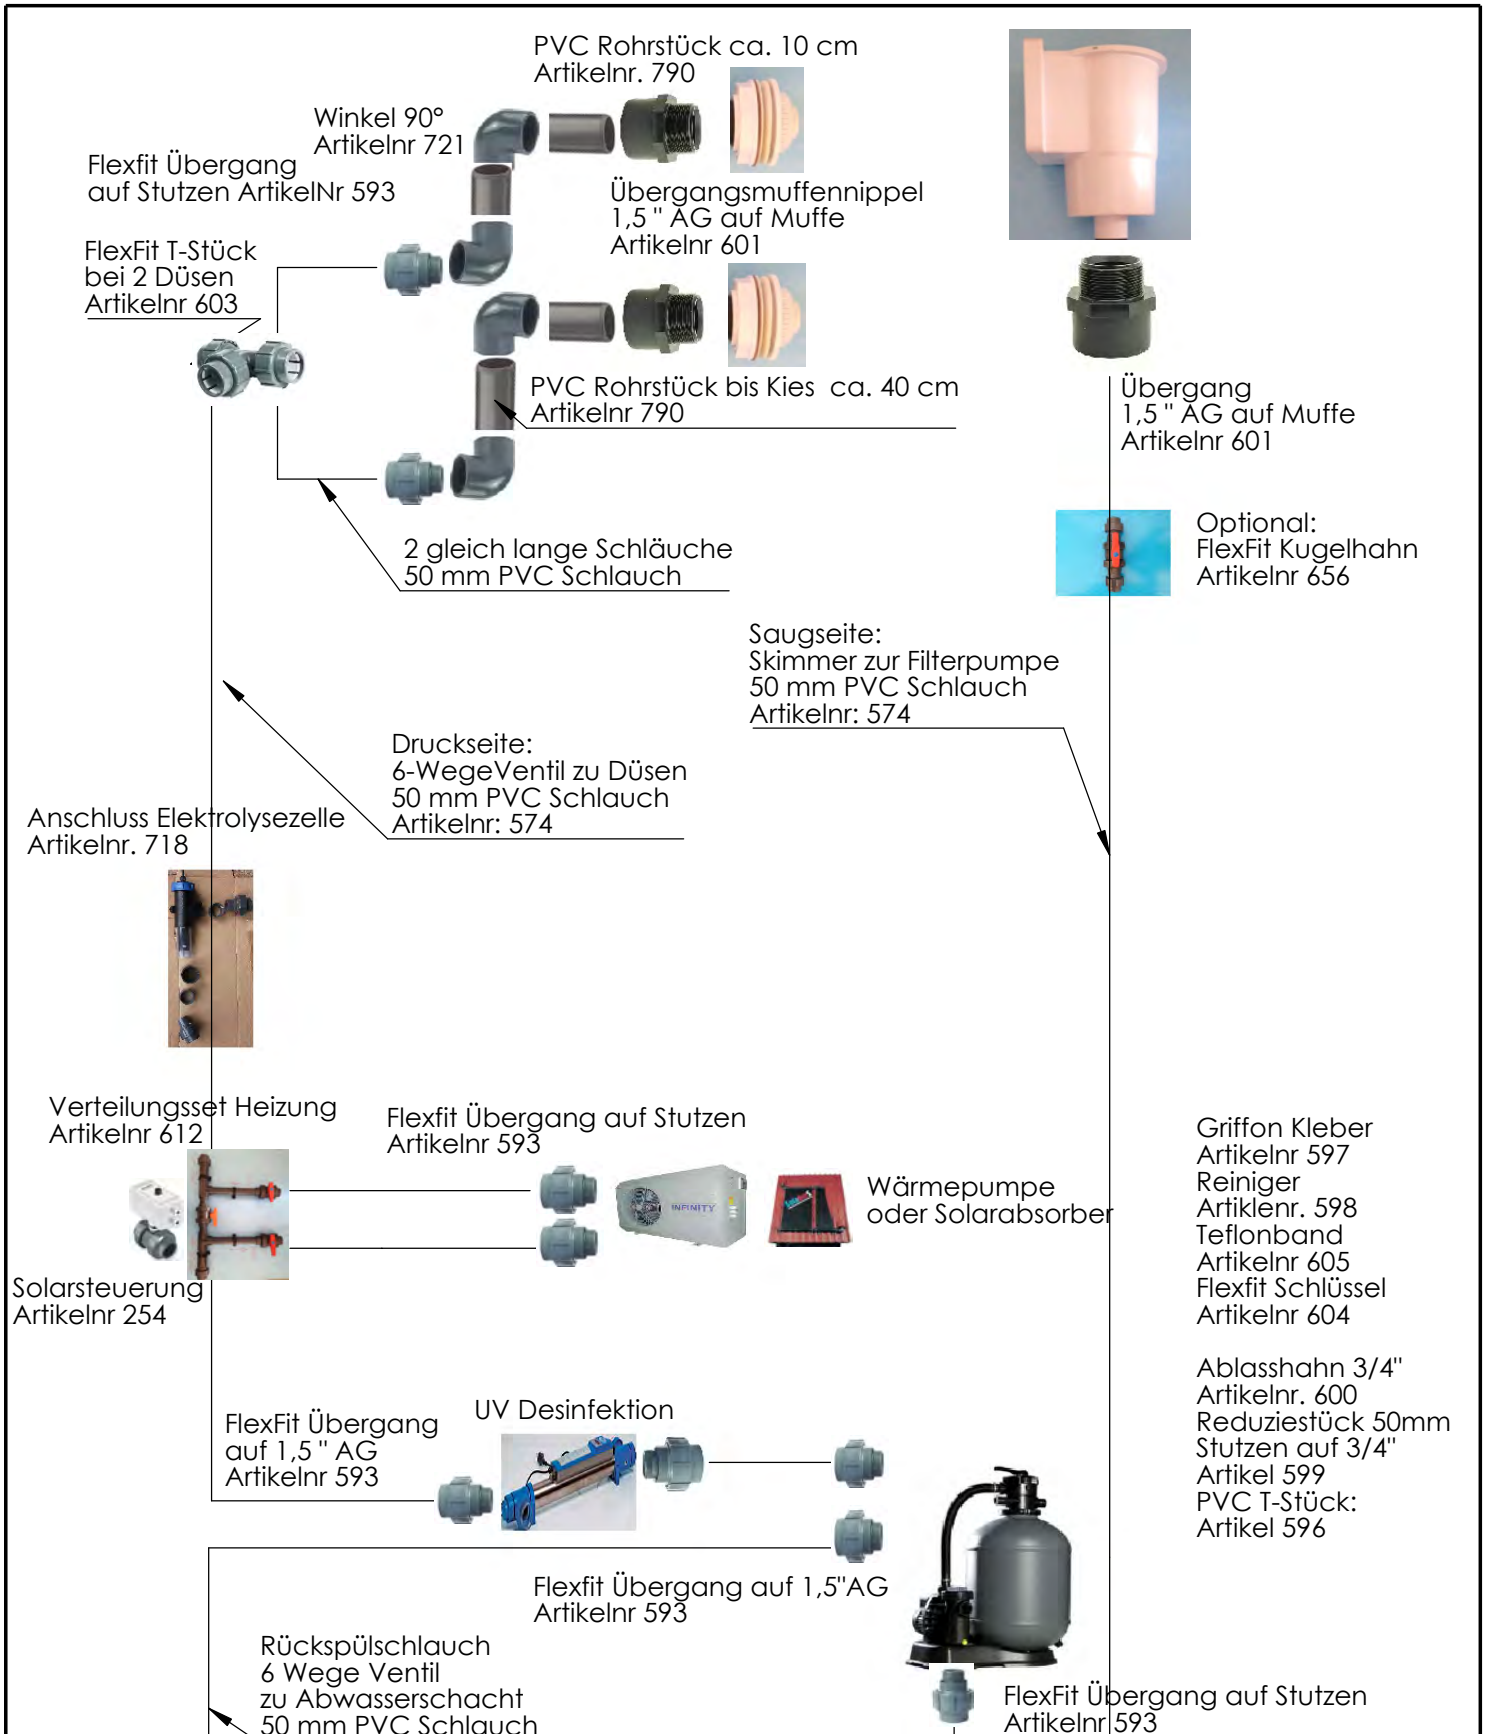 PVC Rohrstück ca. 10 cm
Artikelnr. 790
Winkel 90°
Artikelnr 721
Flexfit Übergang
auf Stutzen ArtikelNr 593
Übergangsmuffennippel
1,5 " AG auf Muffe
Artikelnr 601
FlexFit T-Stück
bei 2 Düsen
Artikelnr 603
PVC Rohrstück bis Kies ca. 40 cm
Artikelnr 790
Übergang
1,5 " AG auf Muffe
Artikelnr 601
2 gleich lange Schläuche
50 mm PVC Schlauch
Optional:
FlexFit Kugelhahn
Artikelnr 656
Saugseite:
Skimmer zur Filterpumpe
50 mm PVC Schlauch
Artikelnr: 574
Druckseite:
6-WegeVentil zu Düsen
50 mm PVC Schlauch
Artikelnr: 574
Anschluss Elektrolysezelle
Artikelnr. 718
Verteilungsset Heizung
Artikelnr 612
Flexfit Übergang auf Stutzen
Artikelnr 593
INFINITY
Wärmepumpe
oder Solarabsorber
Solarsteuerung
Artikelnr 254
Griffon Kleber
Artikelnr 597
Reiniger
Artiklenr. 598
Teflonband
Artikelnr 605
Flexfit Schlüssel
Artikelnr 604
Ablasshahn 3/4"
Artikelnr. 600
Reduziestück 50mm
Stutzen auf 3/4"
Artikel 599
PVC T-Stück:
Artikel 596
FlexFit Übergang
auf 1,5 " AG
Artikelnr 593
UV Desinfektion
Flexfit Übergang auf 1,5"AG
Artikelnr 593
Rückspülschlauch
6 Wege Ventil
zu Abwasserschacht
50 mm PVC Schlauch
FlexFit Übergang auf Stutzen
Artikelnr 593